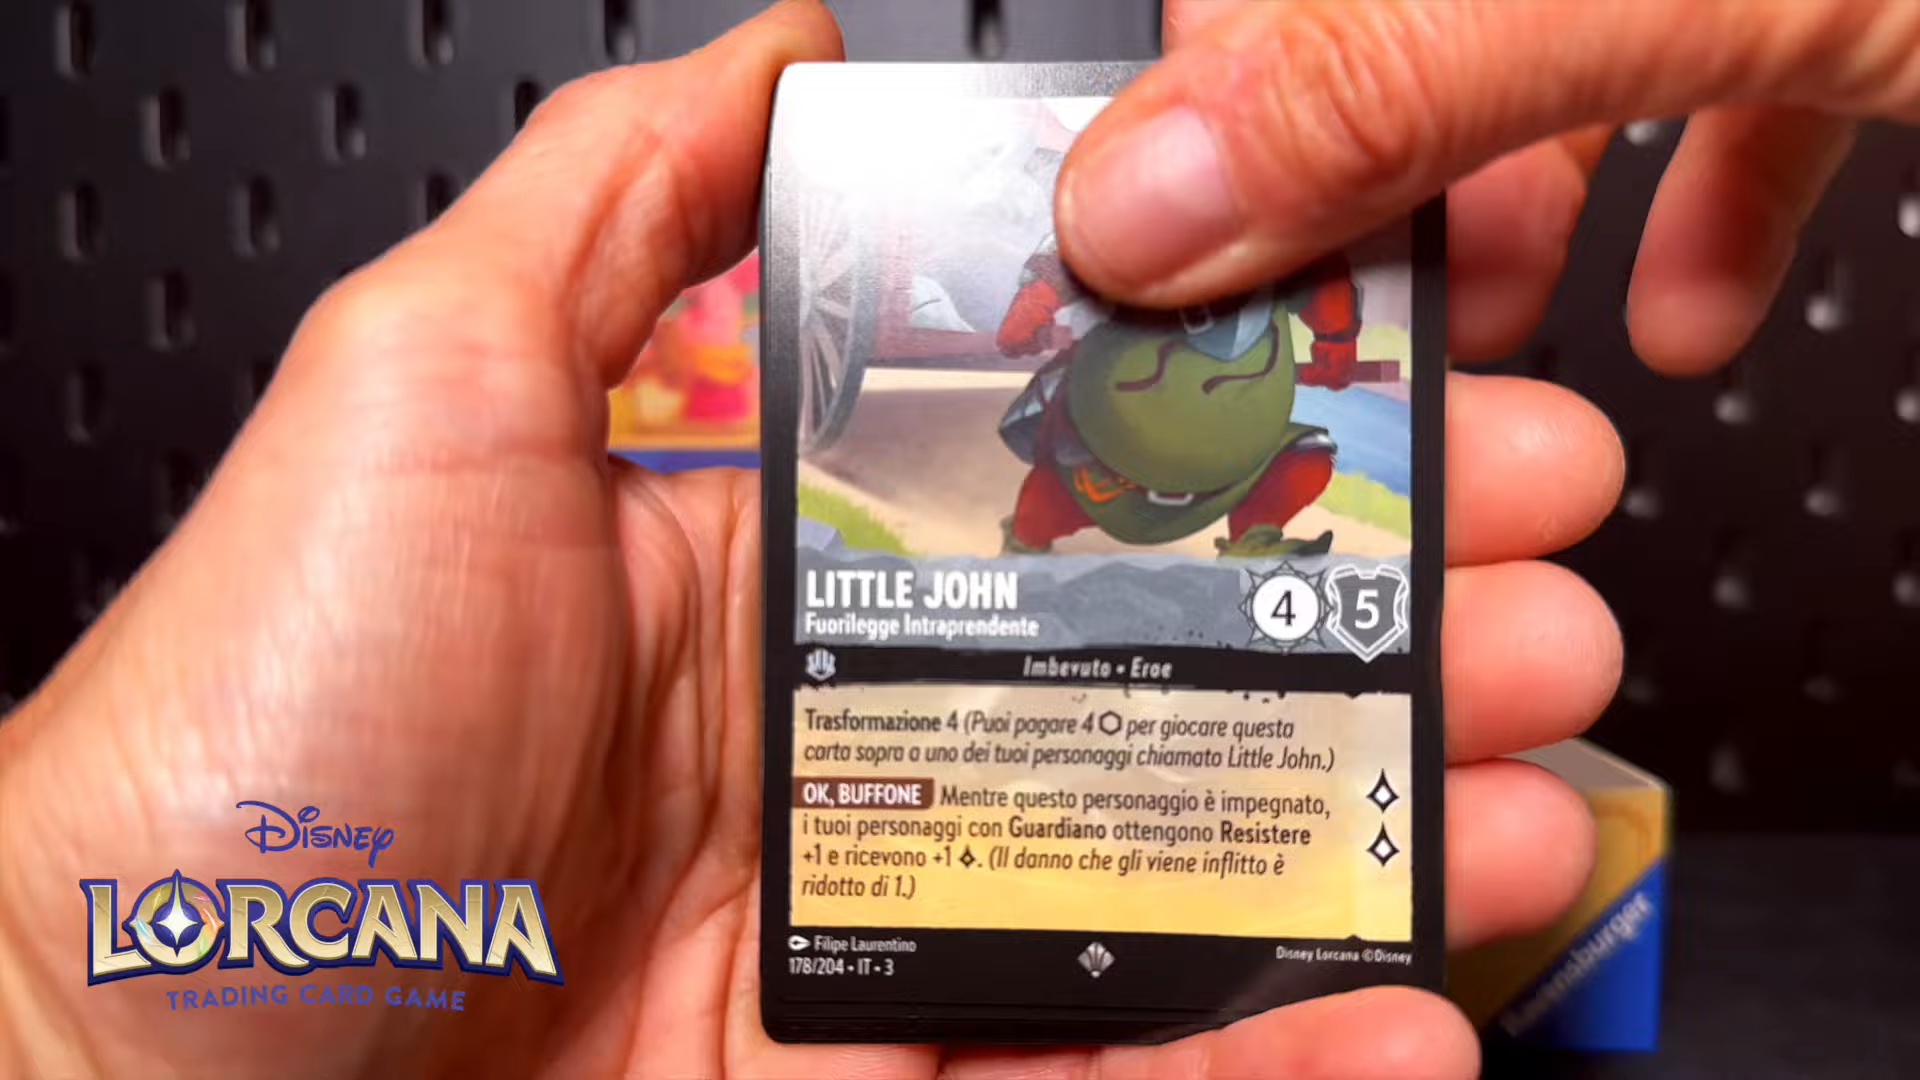 LITTLE JOHN
Fuorilegge Intraprendente
4
5
Imbevuto • Eroe
Trasformazione 4 (Puoi pagare 4 ⬡ per giocare questa
carta sopra a uno dei tuoi personaggi chiamato Little John.)
OK, BUFFONE Mentre questo personaggio è impegnato,
i tuoi personaggi con Guardiano ottengono Resistere
+1 e ricevono +1 ◊. (Il danno che gli viene inflitto è
ridotto di 1.)
Filipe Laurentino
178/204 • IT • 3
Disney Lorcana ©Disney
Disney
LORCANA
TRADING CARD GAME
Ravensburger